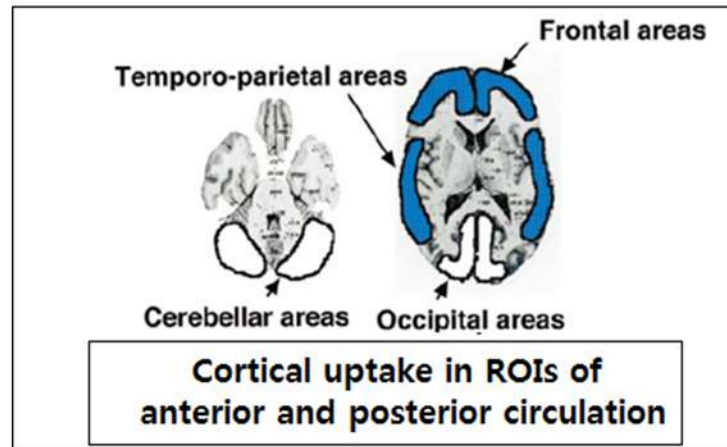 Frontal areas
Temporo-parietal areas
Cerebellar areas
Occipital areas
Cortical uptake in ROIs of
anterior and posterior circulation